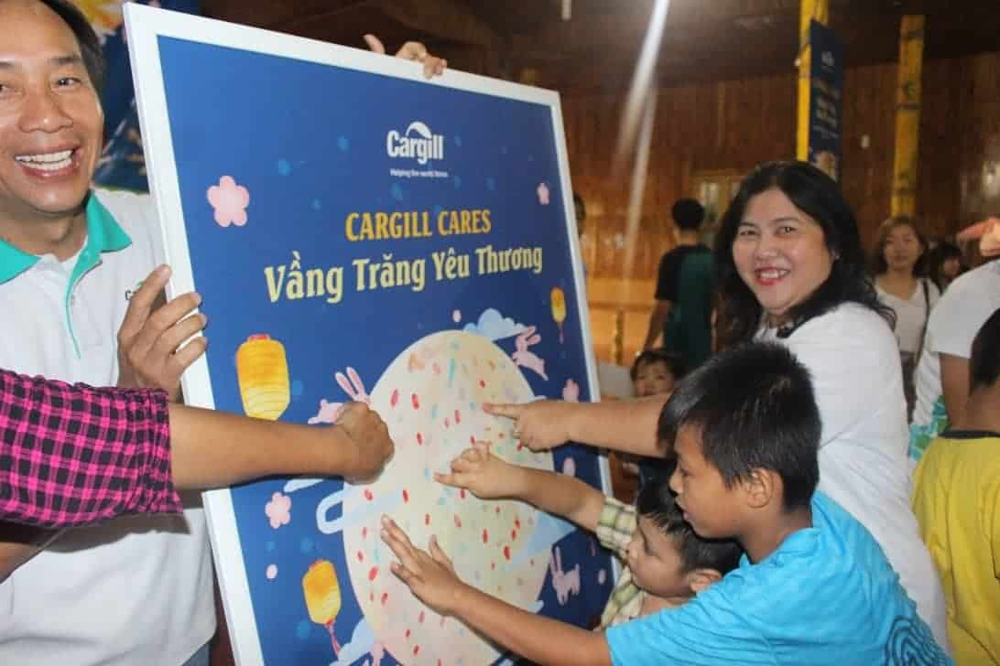 Cargill
Helping the world thrive
CARGILL CARES
Vầng Trăng Yêu Thương